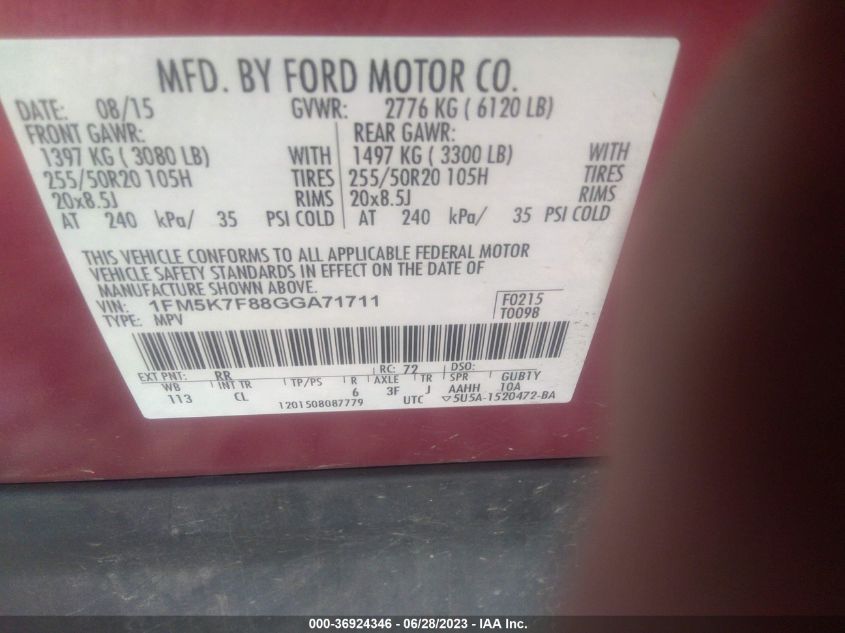 MFD. BY FORD MOTOR CO.
DATE: 08/15 GVWR: 2776 KG ( 6120 LB)
FRONT GAWR: REAR GAWR:
1397 KG ( 3080 LB) WITH 1497 KG ( 3300 LB) WITH
255/50R20 105H TIRES 255/50R20 105H TIRES
20x8.5J RIMS 20x8.5J RIMS
AT 240 kPa/ 35 PSI COLD AT 240 kPa/ 35 PSI COLD
THIS VEHICLE CONFORMS TO ALL APPLICABLE FEDERAL MOTOR
VEHICLE SAFETY STANDARDS IN EFFECT ON THE DATE OF
MANUFACTURE SHOWN ABOVE.
VIN: 1FM5K7F88GGA71711 F0215
TYPE: MPV T0098
EXT PNT: RR RC: 72 DSO:
WB INT TR TP/PS R AXLE TR SPR GUB1Y
113 CL 6 3F J AAHH 10A
1201508087779 UTC ▽5U5A-1520472-BA
000-36924346 - 06/28/2023 - IAA Inc.